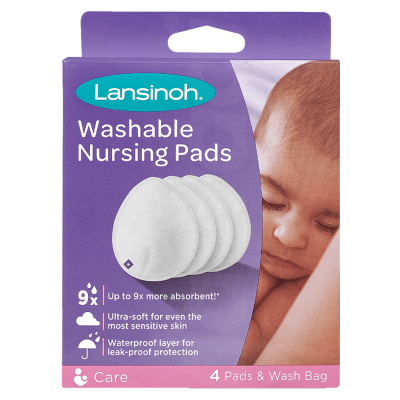 Lansinoh.
Washable
Nursing Pads
9x Up to 9x more absorbent!*
Ultra-soft for even the
most sensitive skin
Waterproof layer for
leak-proof protection
Care
4 Pads & Wash Bag